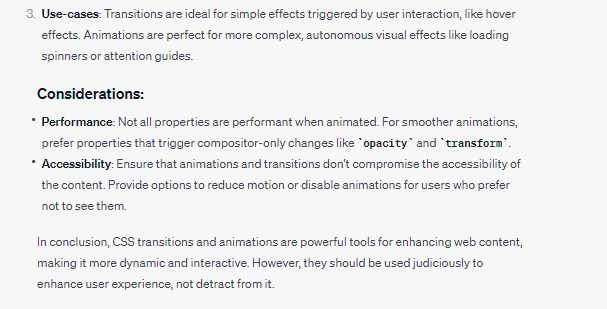 3. Use-cases: Transitions are ideal for simple effects triggered by user interaction, like hover
effects. Animations are perfect for more complex, autonomous visual effects like loading
spinners or attention guides.
Considerations:
• Performance: Not all properties are performant when animated. For smoother animations,
prefer properties that trigger compositor-only changes like `opacity` and `transform`.
• Accessibility: Ensure that animations and transitions don't compromise the accessibility of
the content. Provide options to reduce motion or disable animations for users who prefer
not to see them.
In conclusion, CSS transitions and animations are powerful tools for enhancing web content,
making it more dynamic and interactive. However, they should be used judiciously to
enhance user experience, not detract from it.